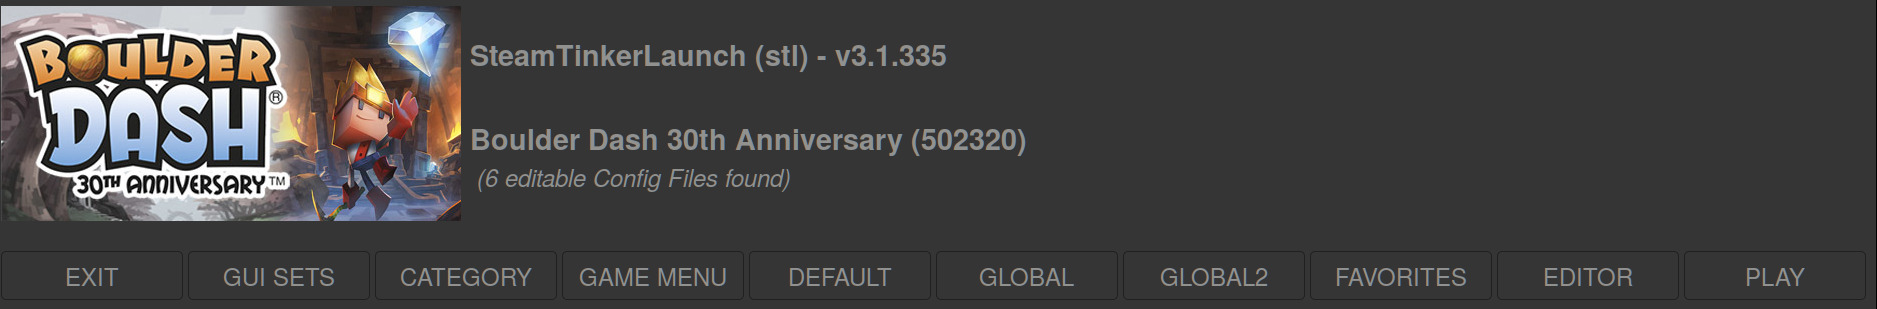 BOULDER
DASH®
30TH ANNIVERSARY™
SteamTinkerLaunch (stl) - v3.1.335
Boulder Dash 30th Anniversary (502320)
(6 editable Config Files found)
EXIT
GUI SETS
CATEGORY
GAME MENU
DEFAULT
GLOBAL
GLOBAL2
FAVORITES
EDITOR
PLAY